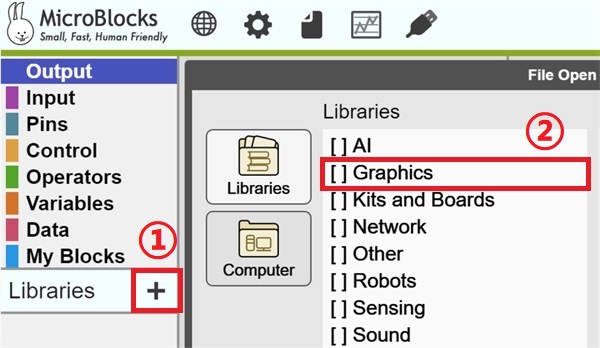 MicroBlocks
Small, Fast, Human Friendly
Output
Input
Pins
Control
Operators
Variables
Data
My Blocks
Libraries +
①
File Open
Libraries
Computer
Libraries
②
[ ] AI
[ ] Graphics
[ ] Kits and Boards
[ ] Network
[ ] Other
[ ] Robots
[ ] Sensing
[ ] Sound